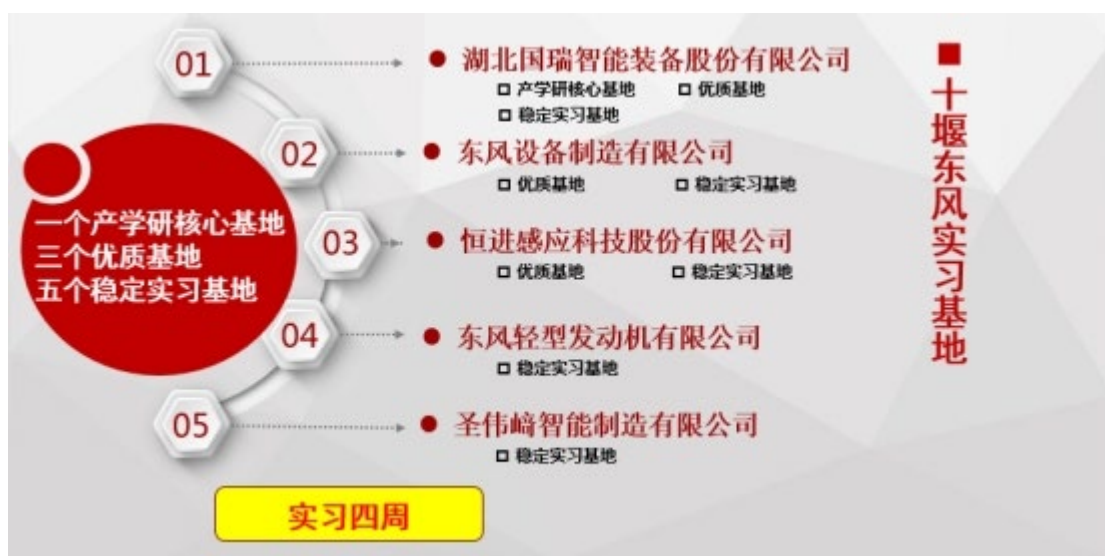 01
湖北国瑞智能装备股份有限公司
产学研核心基地 优质基地
稳定实习基地
02
东风设备制造有限公司
优质基地 稳定实习基地
03
恒进感应科技股份有限公司
优质基地 稳定实习基地
04
东风轻型发动机有限公司
稳定实习基地
05
圣伟崎智能制造有限公司
稳定实习基地
一个产学研核心基地
三个优质基地
五个稳定实习基地
十堰东风实习基地
实习四周